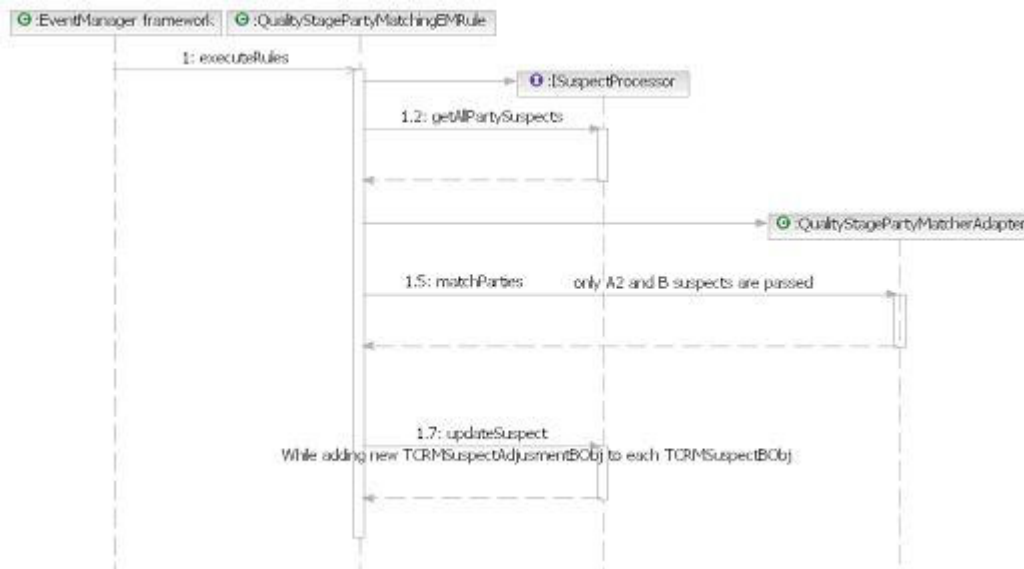 :EventManager framework
:QualityStagePartyMatchingEMRule
1: executeRules
:ISuspectProcessor
1.2: getAllPartySuspects
:QualityStagePartyMatcherAdapter
1.5: matchParties
only A2 and B suspects are passed
1.7: updateSuspect
While adding new TCRMSuspectAdjusmentBObj to each TCRMSuspectBObj